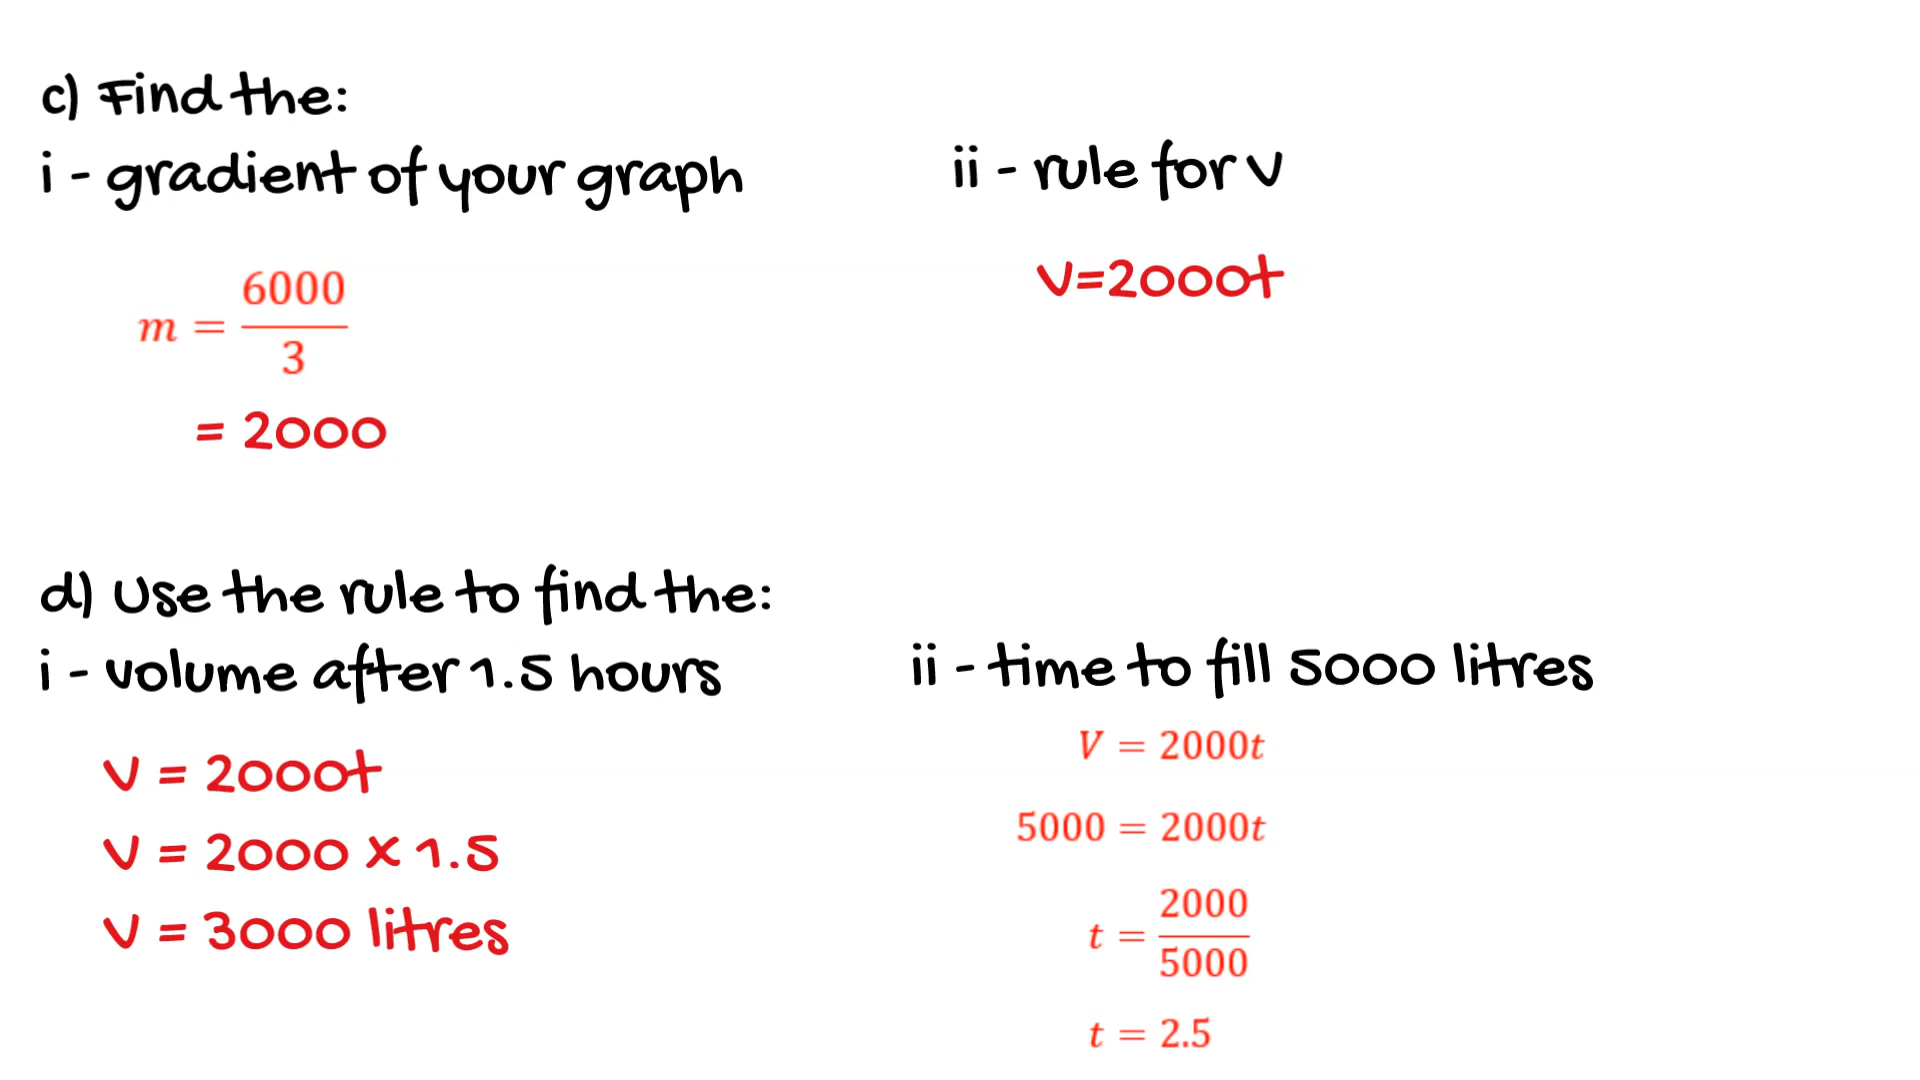 c) Find the:
i - gradient of your graph
m = 6000/3
= 2000
ii - rule for V
V=2000t
d) Use the rule to find the:
i - volume after 1.5 hours
V = 2000t
V = 2000 x 1.5
V = 3000 litres
ii - time to fill 5000 litres
V = 2000t
5000 = 2000t
t = 2000/5000
t = 2.5